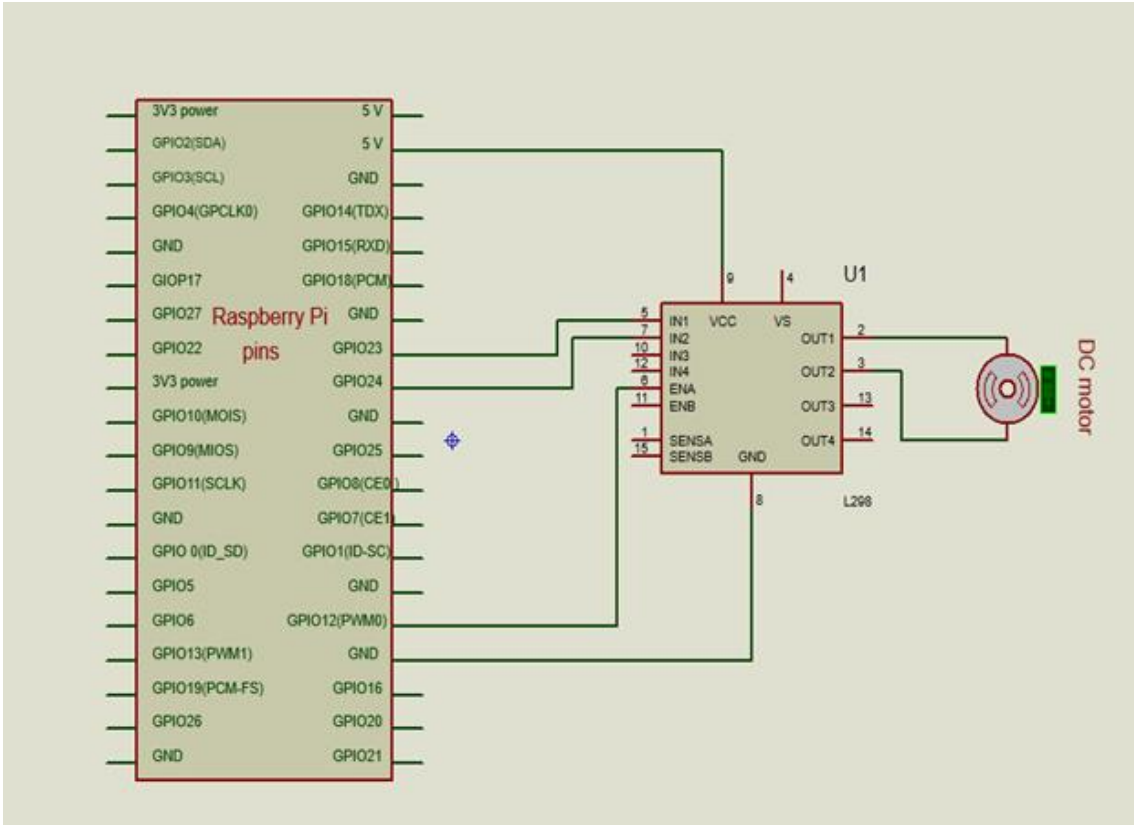 3V3 power 5 V
GPIO2(SDA) 5 V
GPIO3(SCL) GND
GPIO4(GPCLK0) GPIO14(TDX)
GND GPIO15(RXD)
GIOP17 GPIO18(PCM)
GPIO27 Raspberry Pi GND
pins
GPIO22 GPIO23
3V3 power GPIO24
GPIO10(MOIS) GND
GPIO9(MIOS) GPIO25
GPIO11(SCLK) GPIO8(CE0 )
GND GPIO7(CE1)
GPIO 0(ID_SD) GPIO1(ID-SC)
GPIO5 GND
GPIO6 GPIO12(PWM0)
GPIO13(PWM1) GND
GPIO19(PCM-FS) GPIO16
GPIO26 GPIO20
GND GPIO21
U1
9 4
5 IN1 VCC VS
7 IN2 OUT1 2
10 IN3
12 IN4 OUT2 3
6 ENA
11 ENB OUT3 13
1 SENSA OUT4 14
15 SENSB GND
8
L298
DC motor